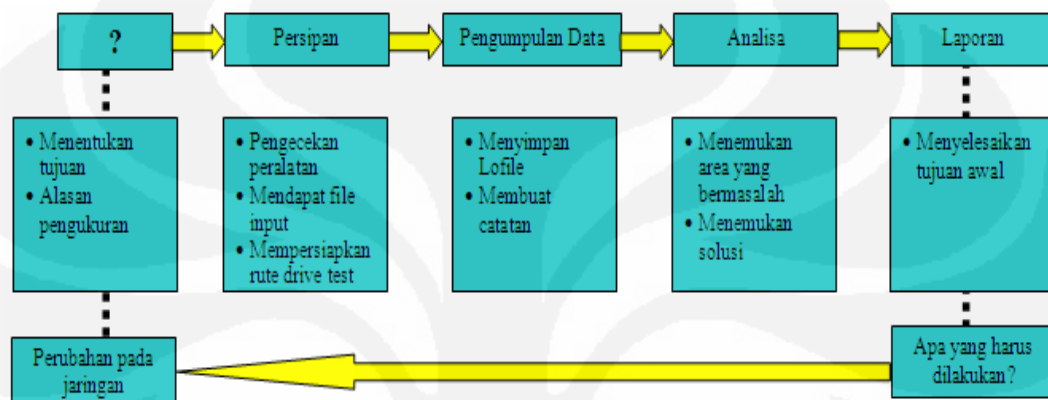 ?
Persipan
Pengumpulan Data
Analisa
Laporan
• Menentukan
tujuan
• Alasan
pengukuran
• Pengecekan
peralatan
• Mendapat file
input
• Mempersiapkan
rute drive test
• Menyimpan
Lofile
• Membuat
catatan
• Menemukan
area yang
bermasalah
• Menemukan
solusi
• Menyelesaikan
tujuan awal
Perubahan pada
jaringan
Apa yang harus
dilakukan?